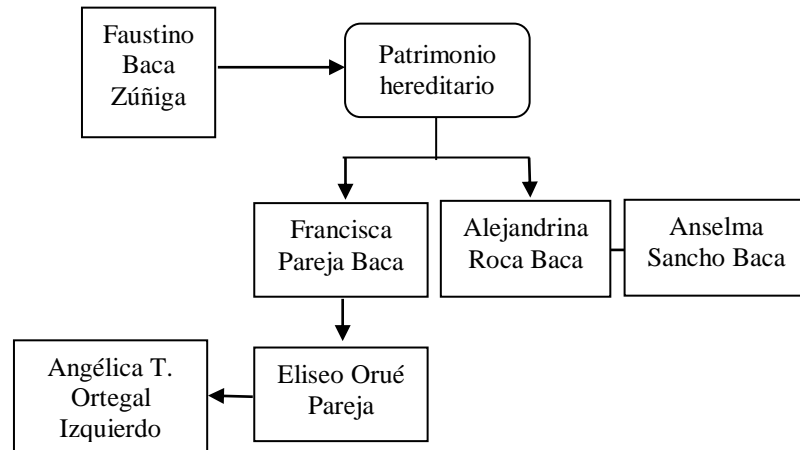 Faustino
Baca
Zúñiga
Patrimonio
hereditario
Francisca
Pareja Baca
Alejandrina
Roca Baca
Anselma
Sancho Baca
Angélica T.
Ortegal
Izquierdo
Eliseo Orué
Pareja